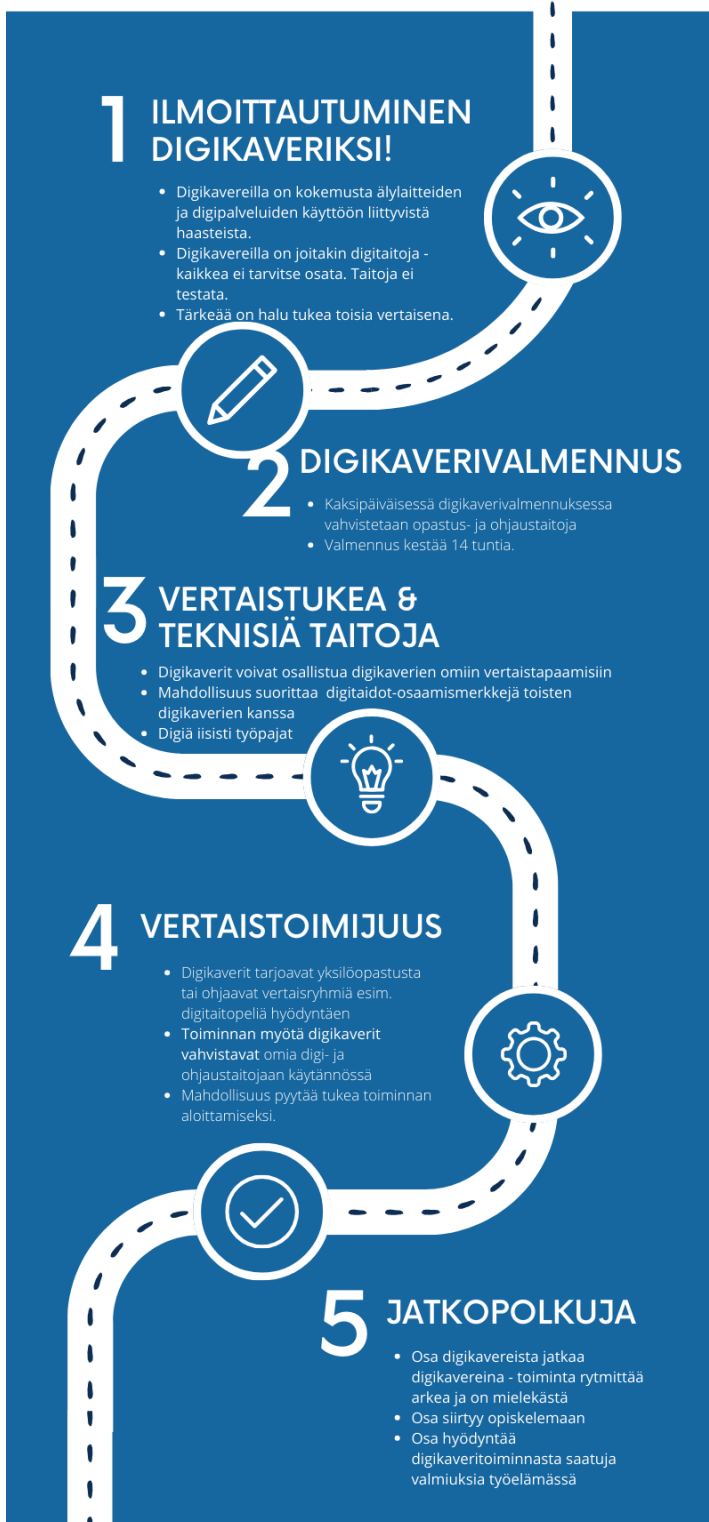 1 ILMOITTAUTUMINEN
DIGIKAVERIKSI!
• Digikavereilla on kokemusta älylaitteiden
ja digipalveluiden käyttöön liittyvistä
haasteista.
• Digikavereilla on joitakin digitaitoja -
kaikkea ei tarvitse osata. Taitoja ei
testata.
• Tärkeää on halu tukea toisia vertaisena.
2 DIGIKAVERIVALMENNUS
• Kaksipäiväisessä digikaverivalmennuksessa
vahvistetaan opastus- ja ohjaustaitoja
• Valmennus kestää 14 tuntia.
3 VERTAISTUKEA &
TEKNISIÄ TAITOJA
• Digikaverit voivat osallistua digikaverien omiin vertaistapaamisiin
• Mahdollisuus suorittaa digitaidot-osaamismerkkejä toisten
digikaverien kanssa
• Digiä iisisti työpajat
4 VERTAISTOIMIJUUS
• Digikaverit tarjoavat yksilöopastusta
tai ohjaavat vertaisryhmiä esim.
digitaitopeliä hyödyntäen
• Toiminnan myötä digikaverit
vahvistavat omia digi- ja
ohjaustaitojaan käytännössä
• Mahdollisuus pyytää tukea toiminnan
aloittamiseksi.
5 JATKOPOLKUJA
• Osa digikavereista jatkaa
digikavereina - toiminta rytmittää
arkea ja on mielekästä
• Osa siirtyy opiskelemaan
• Osa hyödyntää
digikaveritoiminnasta saatuja
valmiuksia työelämässä